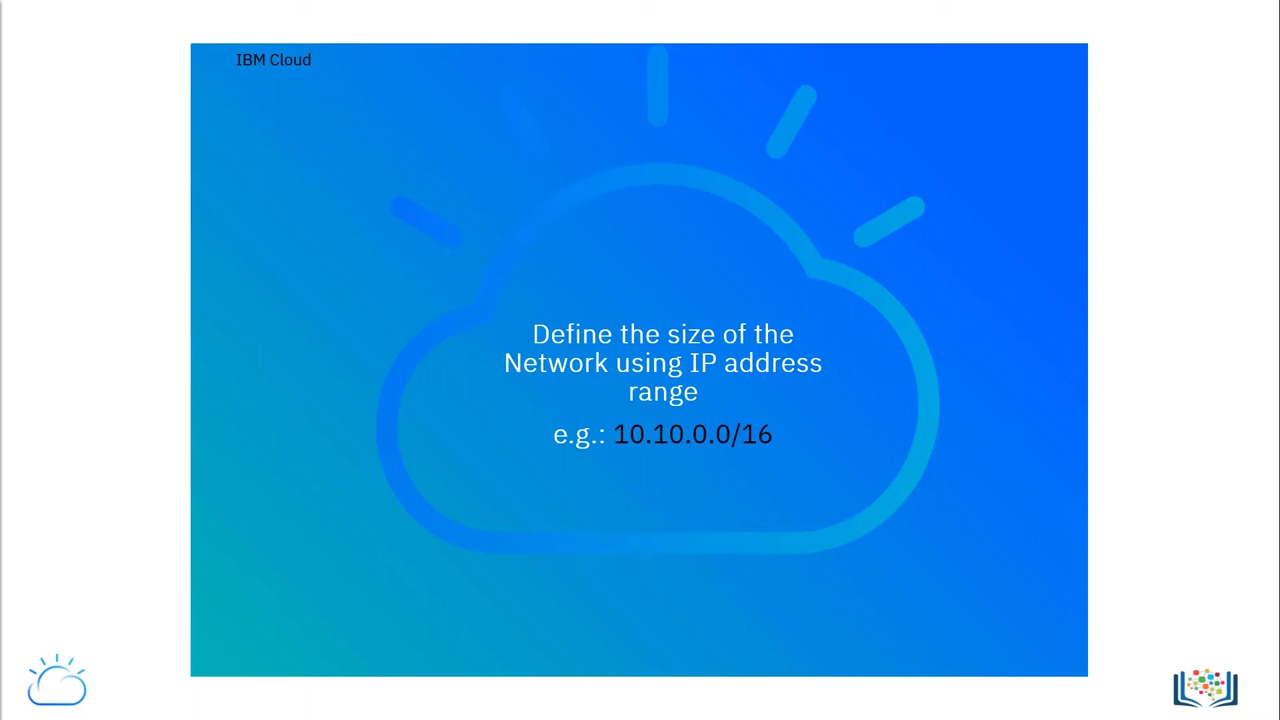 IBM Cloud
Define the size of the
Network using IP address
range
e.g.: 10.10.0.0/16